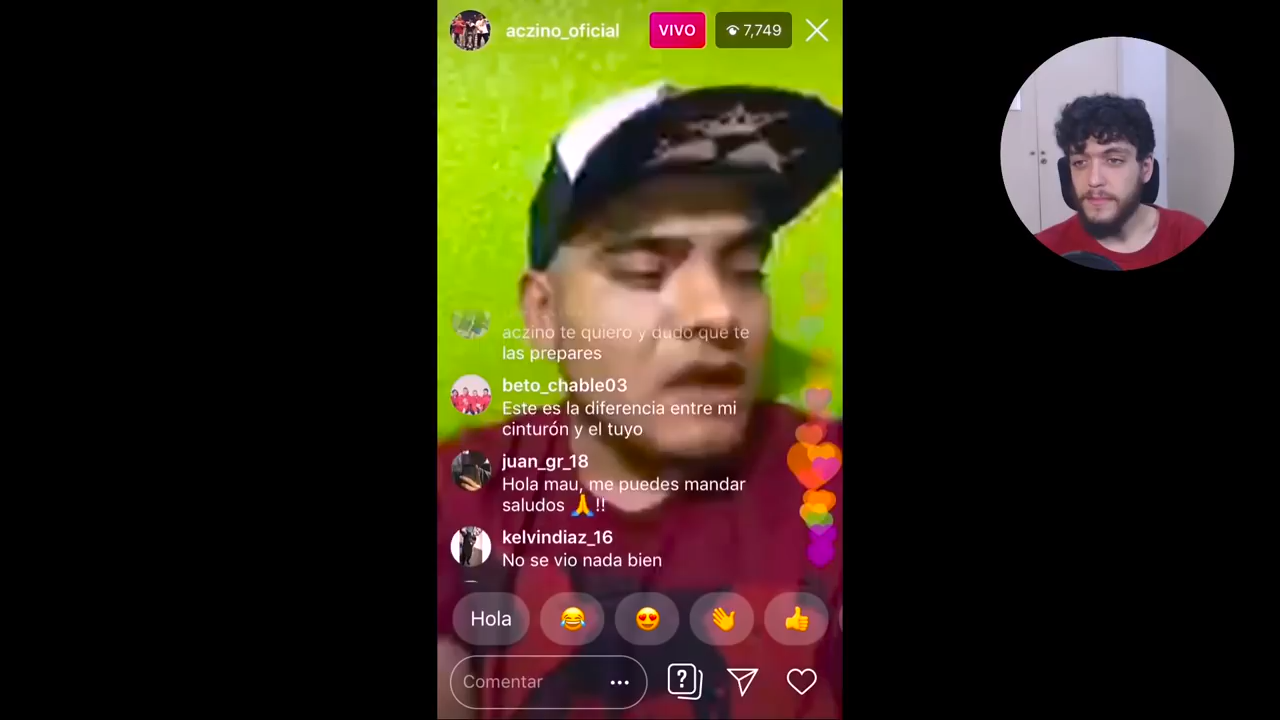 aczino_oficial
VIVO
7,749
aczino te quiero y dudo que te
las prepares
beto_chable03
Este es la diferencia entre mi
cinturón y el tuyo
juan_gr_18
Hola mau, me puedes mandar
saludos 🙏!!
kelvindiaz_16
No se vio nada bien
Hola
Comentar